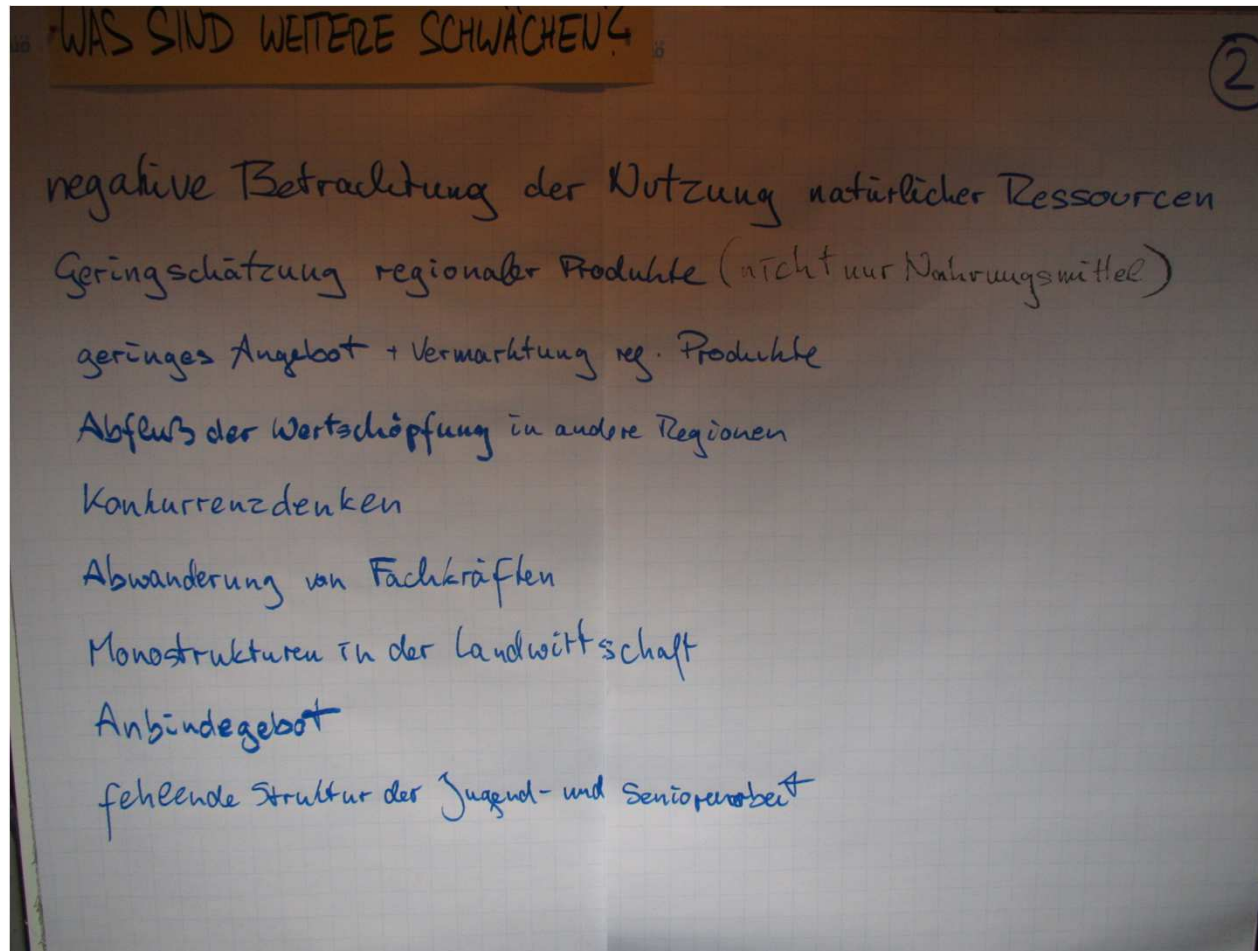 WAS SIND WEITERE SCHWÄCHEN?
2
negative Betrachtung der Nutzung natürlicher Ressourcen
Geringschätzung regionaler Produkte (nicht nur Nahrungsmittel)
geringes Angebot + Vermarktung reg. Produkte
Abfluß der Wertschöpfung in andere Regionen
Konkurrenzdenken
Abwanderung von Fachkräften
Monostrukturen in der Landwirtschaft
Anbindegebot
fehlende Struktur der Jugend- und Seniorenarbeit